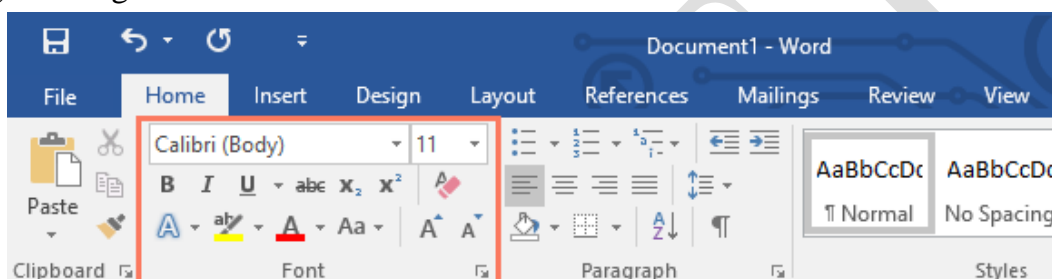 Document1 - Word
File Home Insert Design Layout References Mailings Review View
Calibri (Body) 11
B I U abc X₂ X²
Paste
A ab A Aa A A
A Z
¶
AaBbCcDc AaBbCcDc
¶ Normal No Spacing
Clipboard Font Paragraph Styles